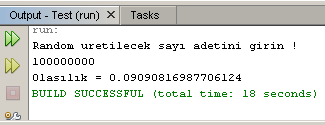 Output - Test (run) Tasks
run:
Random uretilecek sayı adetini girin !
100000000
Olasılık = 0.09090816987706124
BUILD SUCCESSFUL (total time: 18 seconds)